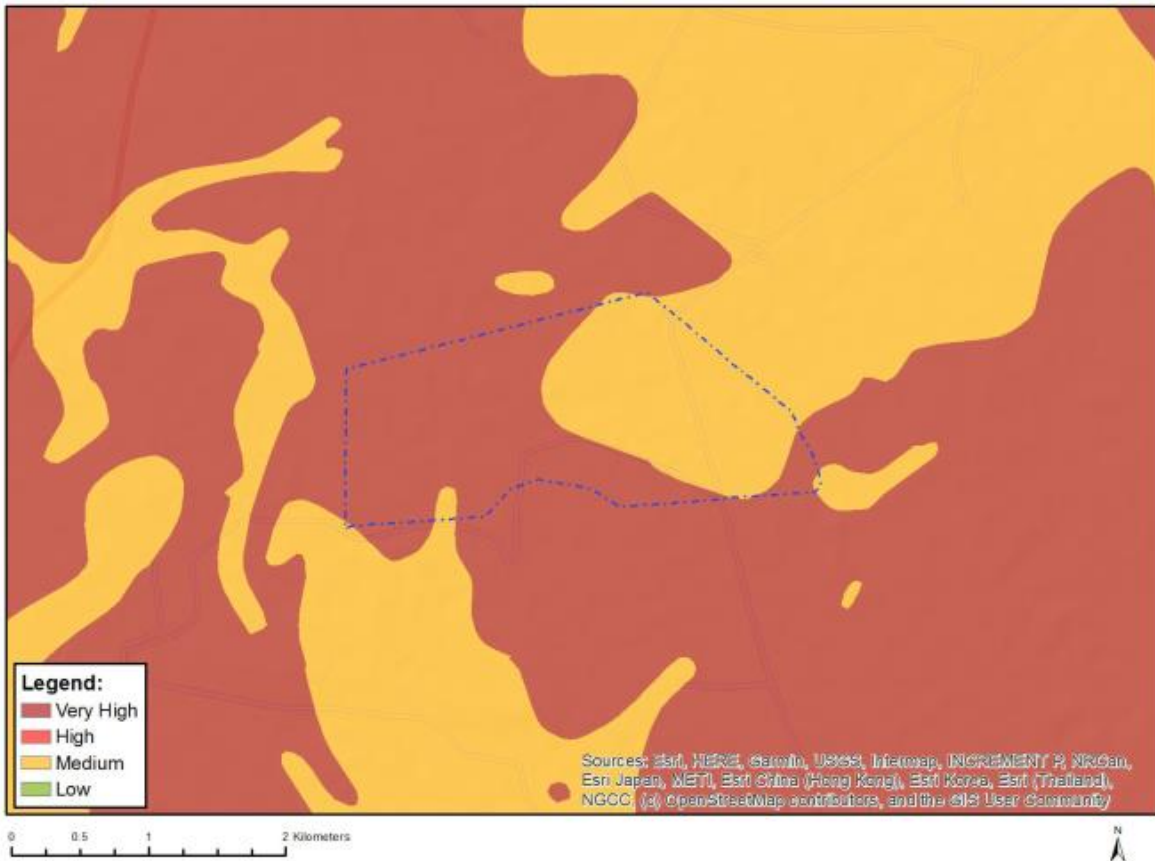 Legend:
Very High
High
Medium
Low
Sources: Esri, HERE, Garmin, USGS, Intermap, INCREMENT P, NRCan,
Esri Japan, METI, Esri China (Hong Kong), Esri Korea, Esri (Thailand),
NGCC, (c) OpenStreetMap contributors, and the GIS User Community
0 0.5 1 2 Kilometers
N